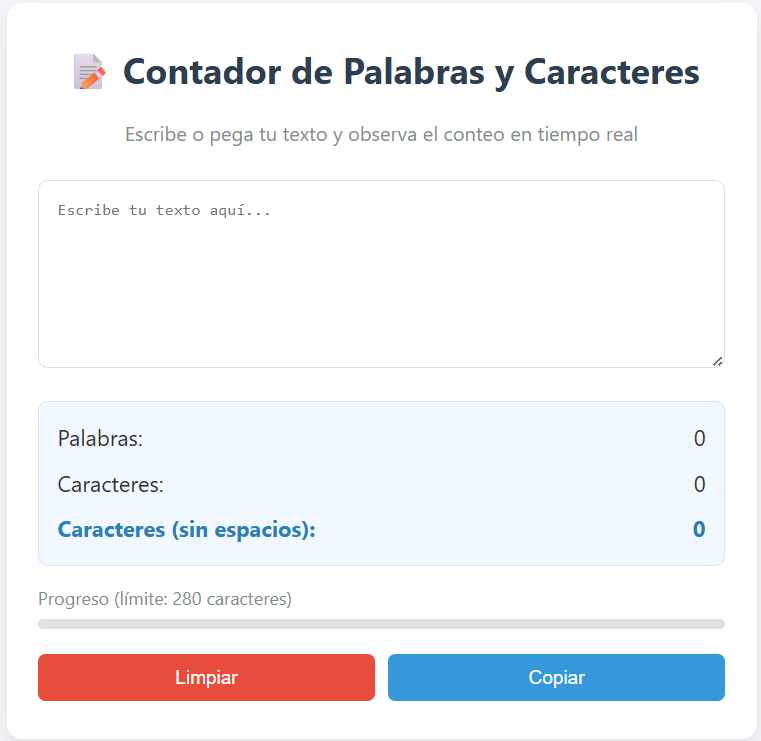 Contador de Palabras y Caracteres
Escribe o pega tu texto y observa el conteo en tiempo real
Escribe tu texto aquí...
Palabras: 0
Caracteres: 0
Caracteres (sin espacios): 0
Progreso (límite: 280 caracteres)
Limpiar Copiar